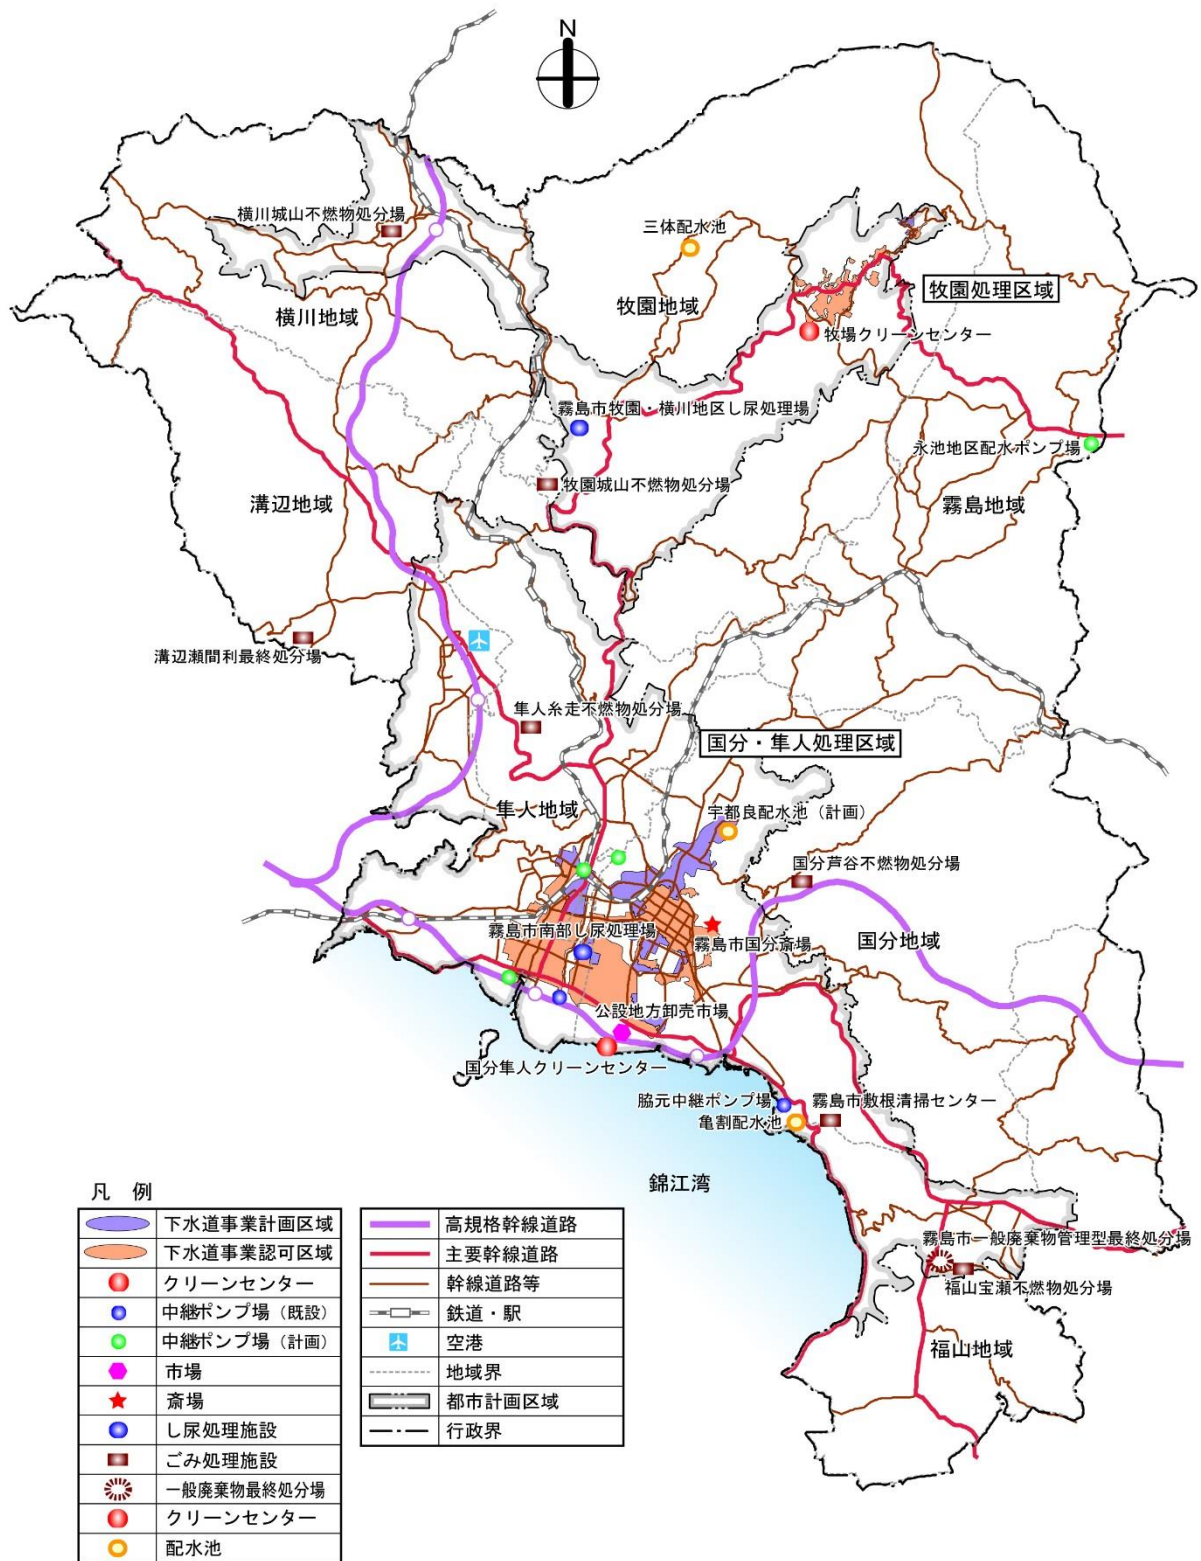 N
横川城山不燃物処分場
三体配水池
牧園処理区域
牧園地域
横川地域
牧場クリーンセンター
霧島市牧園・横川地区し尿処理場
永池地区配水ポンプ場
牧園城山不燃物処分場
溝辺地域
霧島地域
溝辺瀬間利最終処分場
隼人糸走不燃物処分場
国分・隼人処理区域
隼人地域
宇都良配水池（計画）
国分芦谷不燃物処分場
霧島市南部し尿処理場
霧島市国分斎場
国分地域
公設地方卸売市場
国分隼人クリーンセンター
脇元中継ポンプ場
霧島市敷根清掃センター
亀割配水池
錦江湾
霧島市一般廃棄物管理型最終処分場
福山宝瀬不燃物処分場
福山地域
凡 例
下水道事業計画区域
下水道事業認可区域
クリーンセンター
中継ポンプ場（既設）
中継ポンプ場（計画）
市場
斎場
し尿処理施設
ごみ処理施設
一般廃棄物最終処分場
クリーンセンター
配水池
高規格幹線道路
主要幹線道路
幹線道路等
鉄道・駅
空港
地域界
都市計画区域
行政界